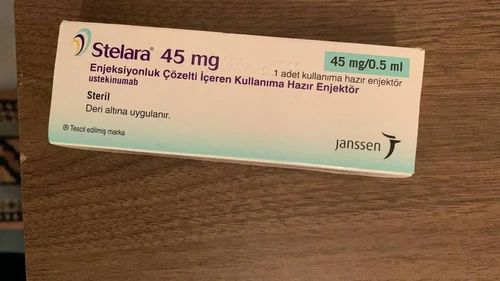 Stelara® 45 mg
45 mg/0.5 ml
1 adet kullanıma hazır enjektör
Enjeksiyonluk Çözelti İçeren Kullanıma Hazır Enjektör
ustekinumab
Steril
Deri altına uygulanır.
® Tescil edilmiş marka
janssen